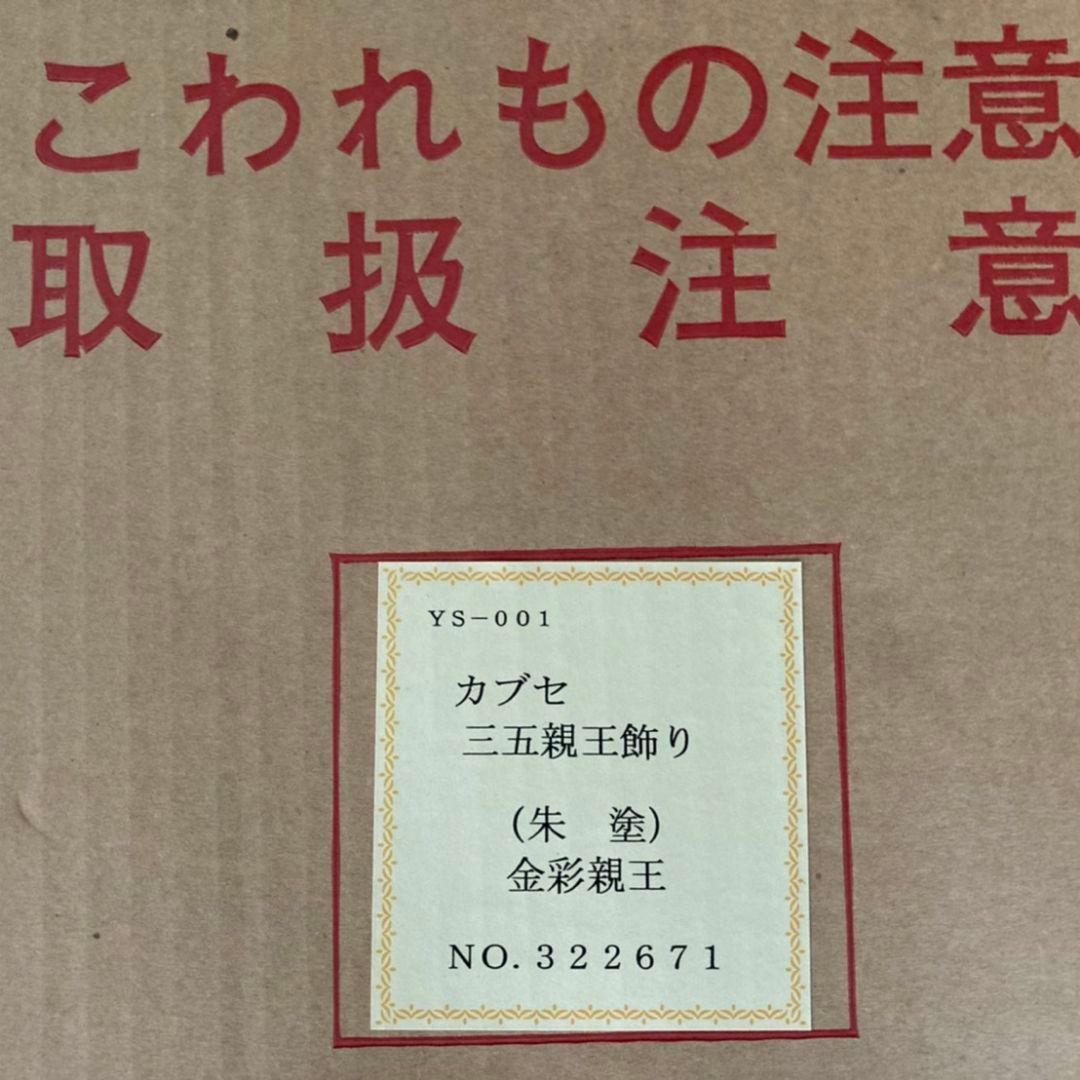 こわれもの注意
取扱注意
YS−001
カブセ
三五親王飾り
（朱　塗）
金彩親王
NO.322671